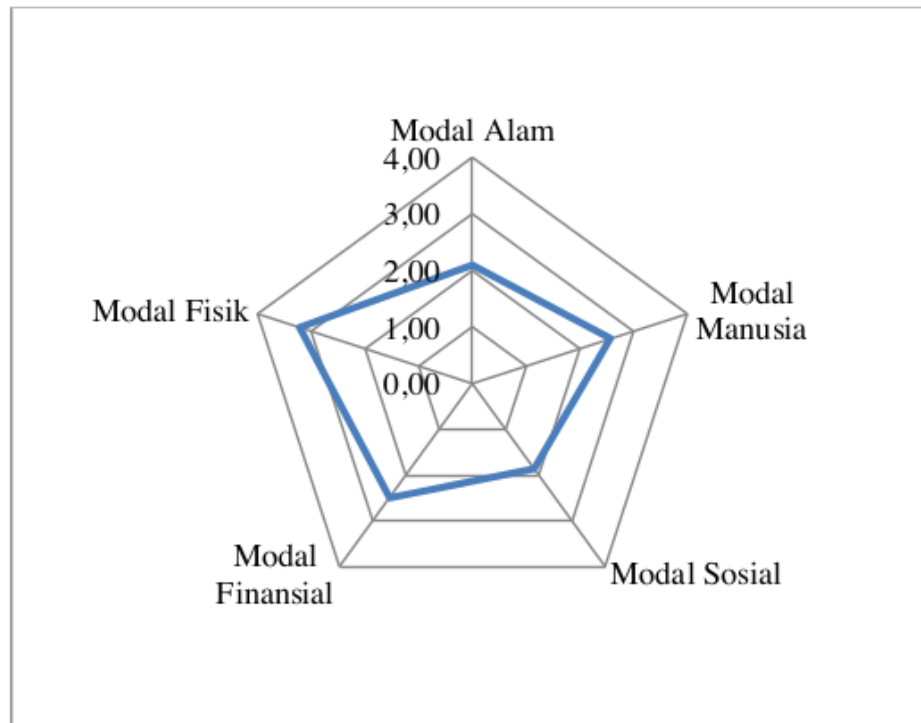 Modal Alam
4,00
3,00
2,00
1,00
0,00
Modal
Manusia
Modal Fisik
Modal
Finansial
Modal Sosial